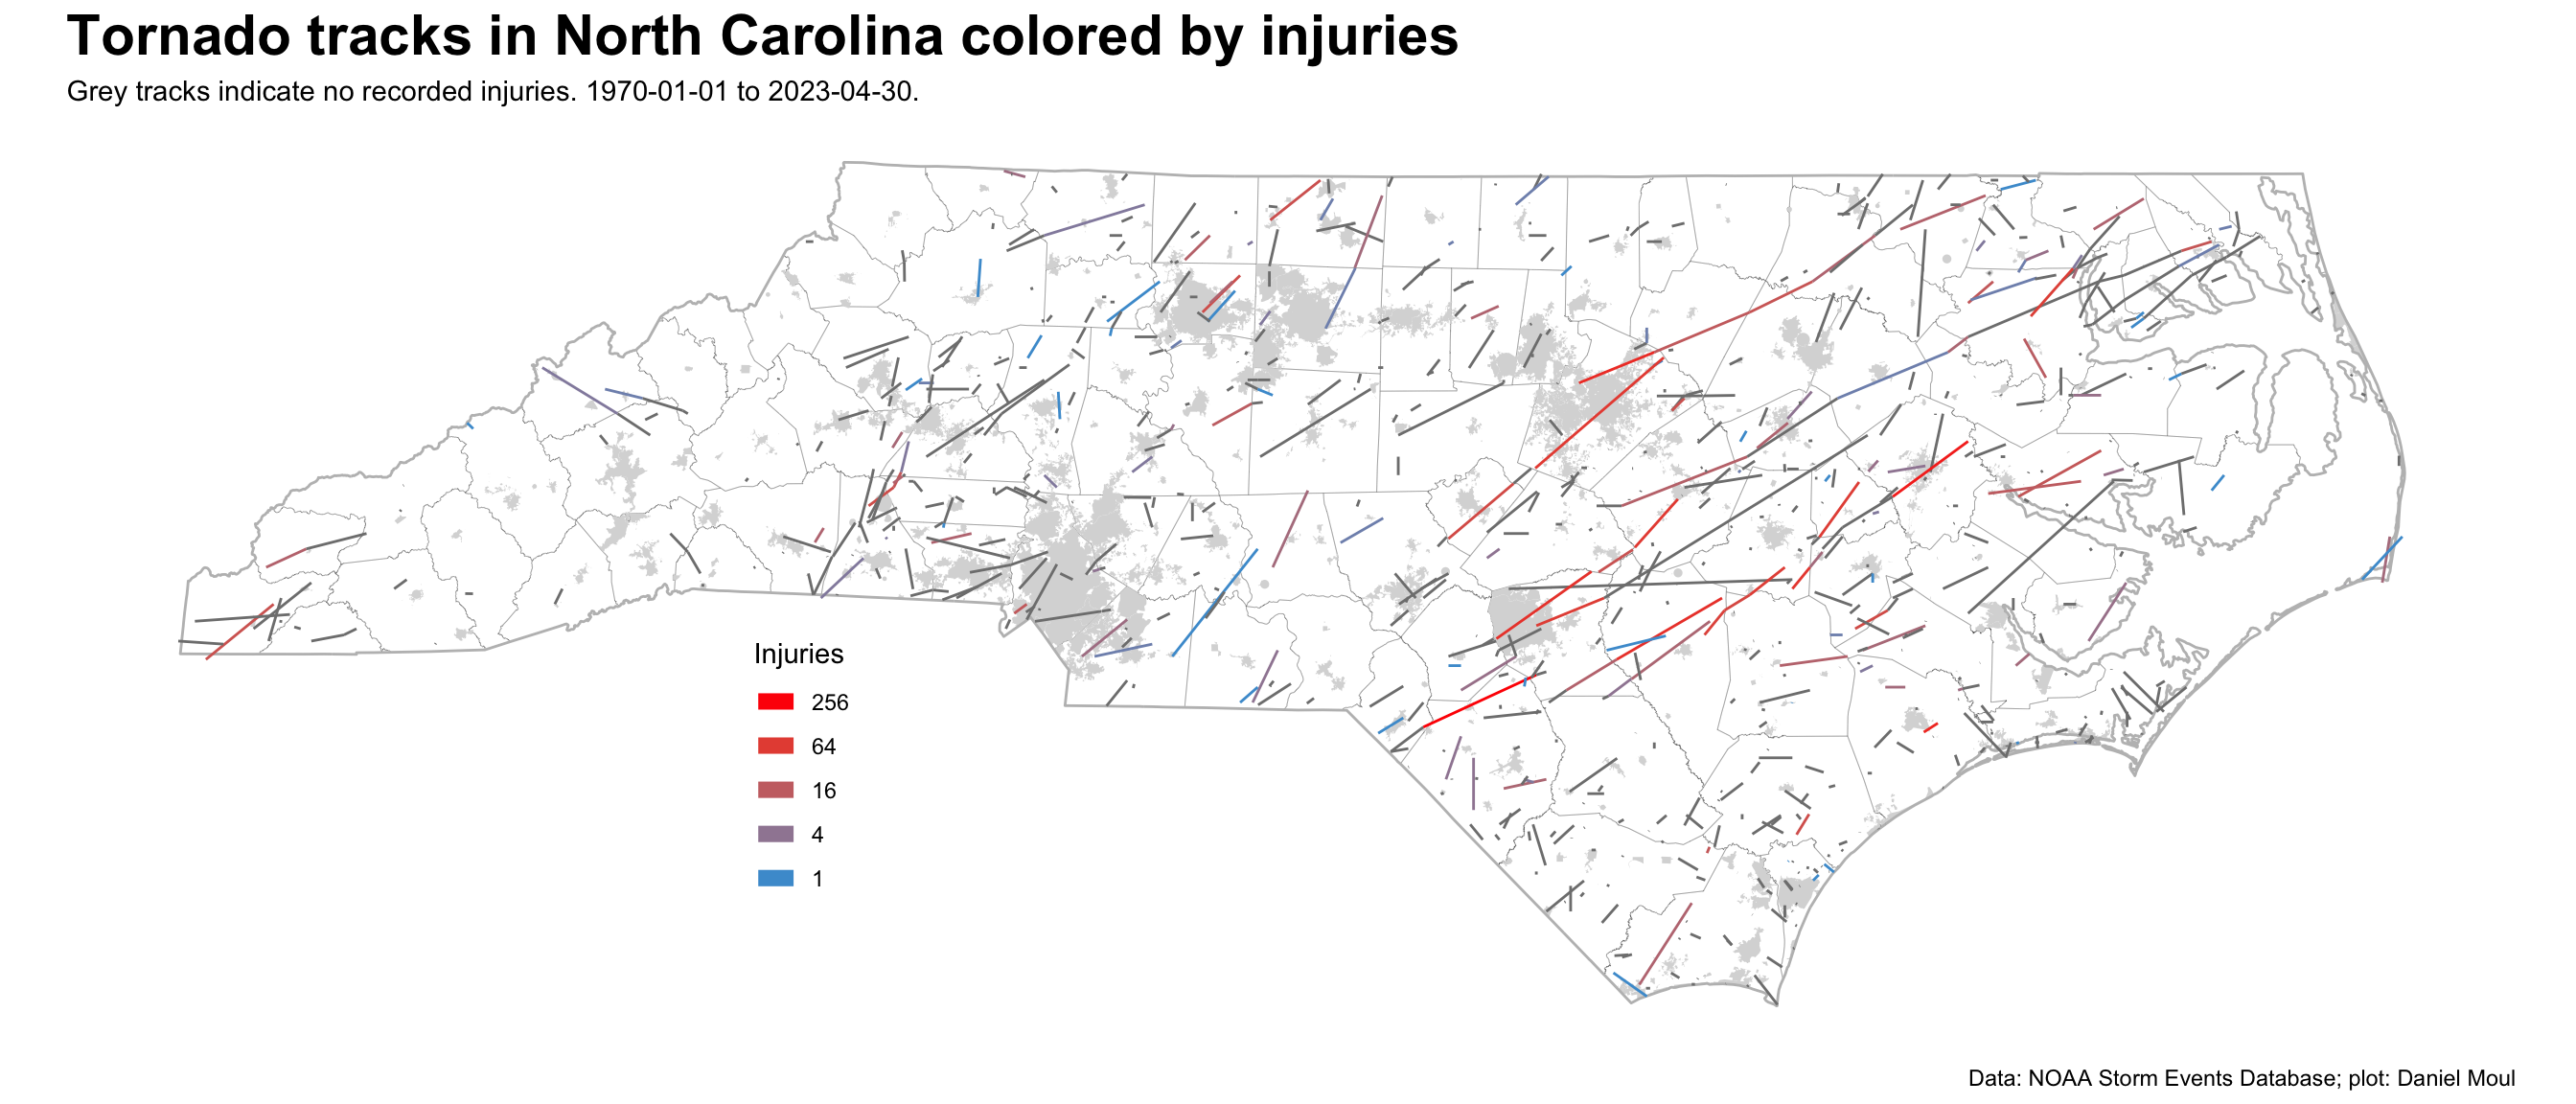 Tornado tracks in North Carolina colored by injuries
Grey tracks indicate no recorded injuries. 1970-01-01 to 2023-04-30.
Injuries
256
64
16
4
1
Data: NOAA Storm Events Database; plot: Daniel Moul